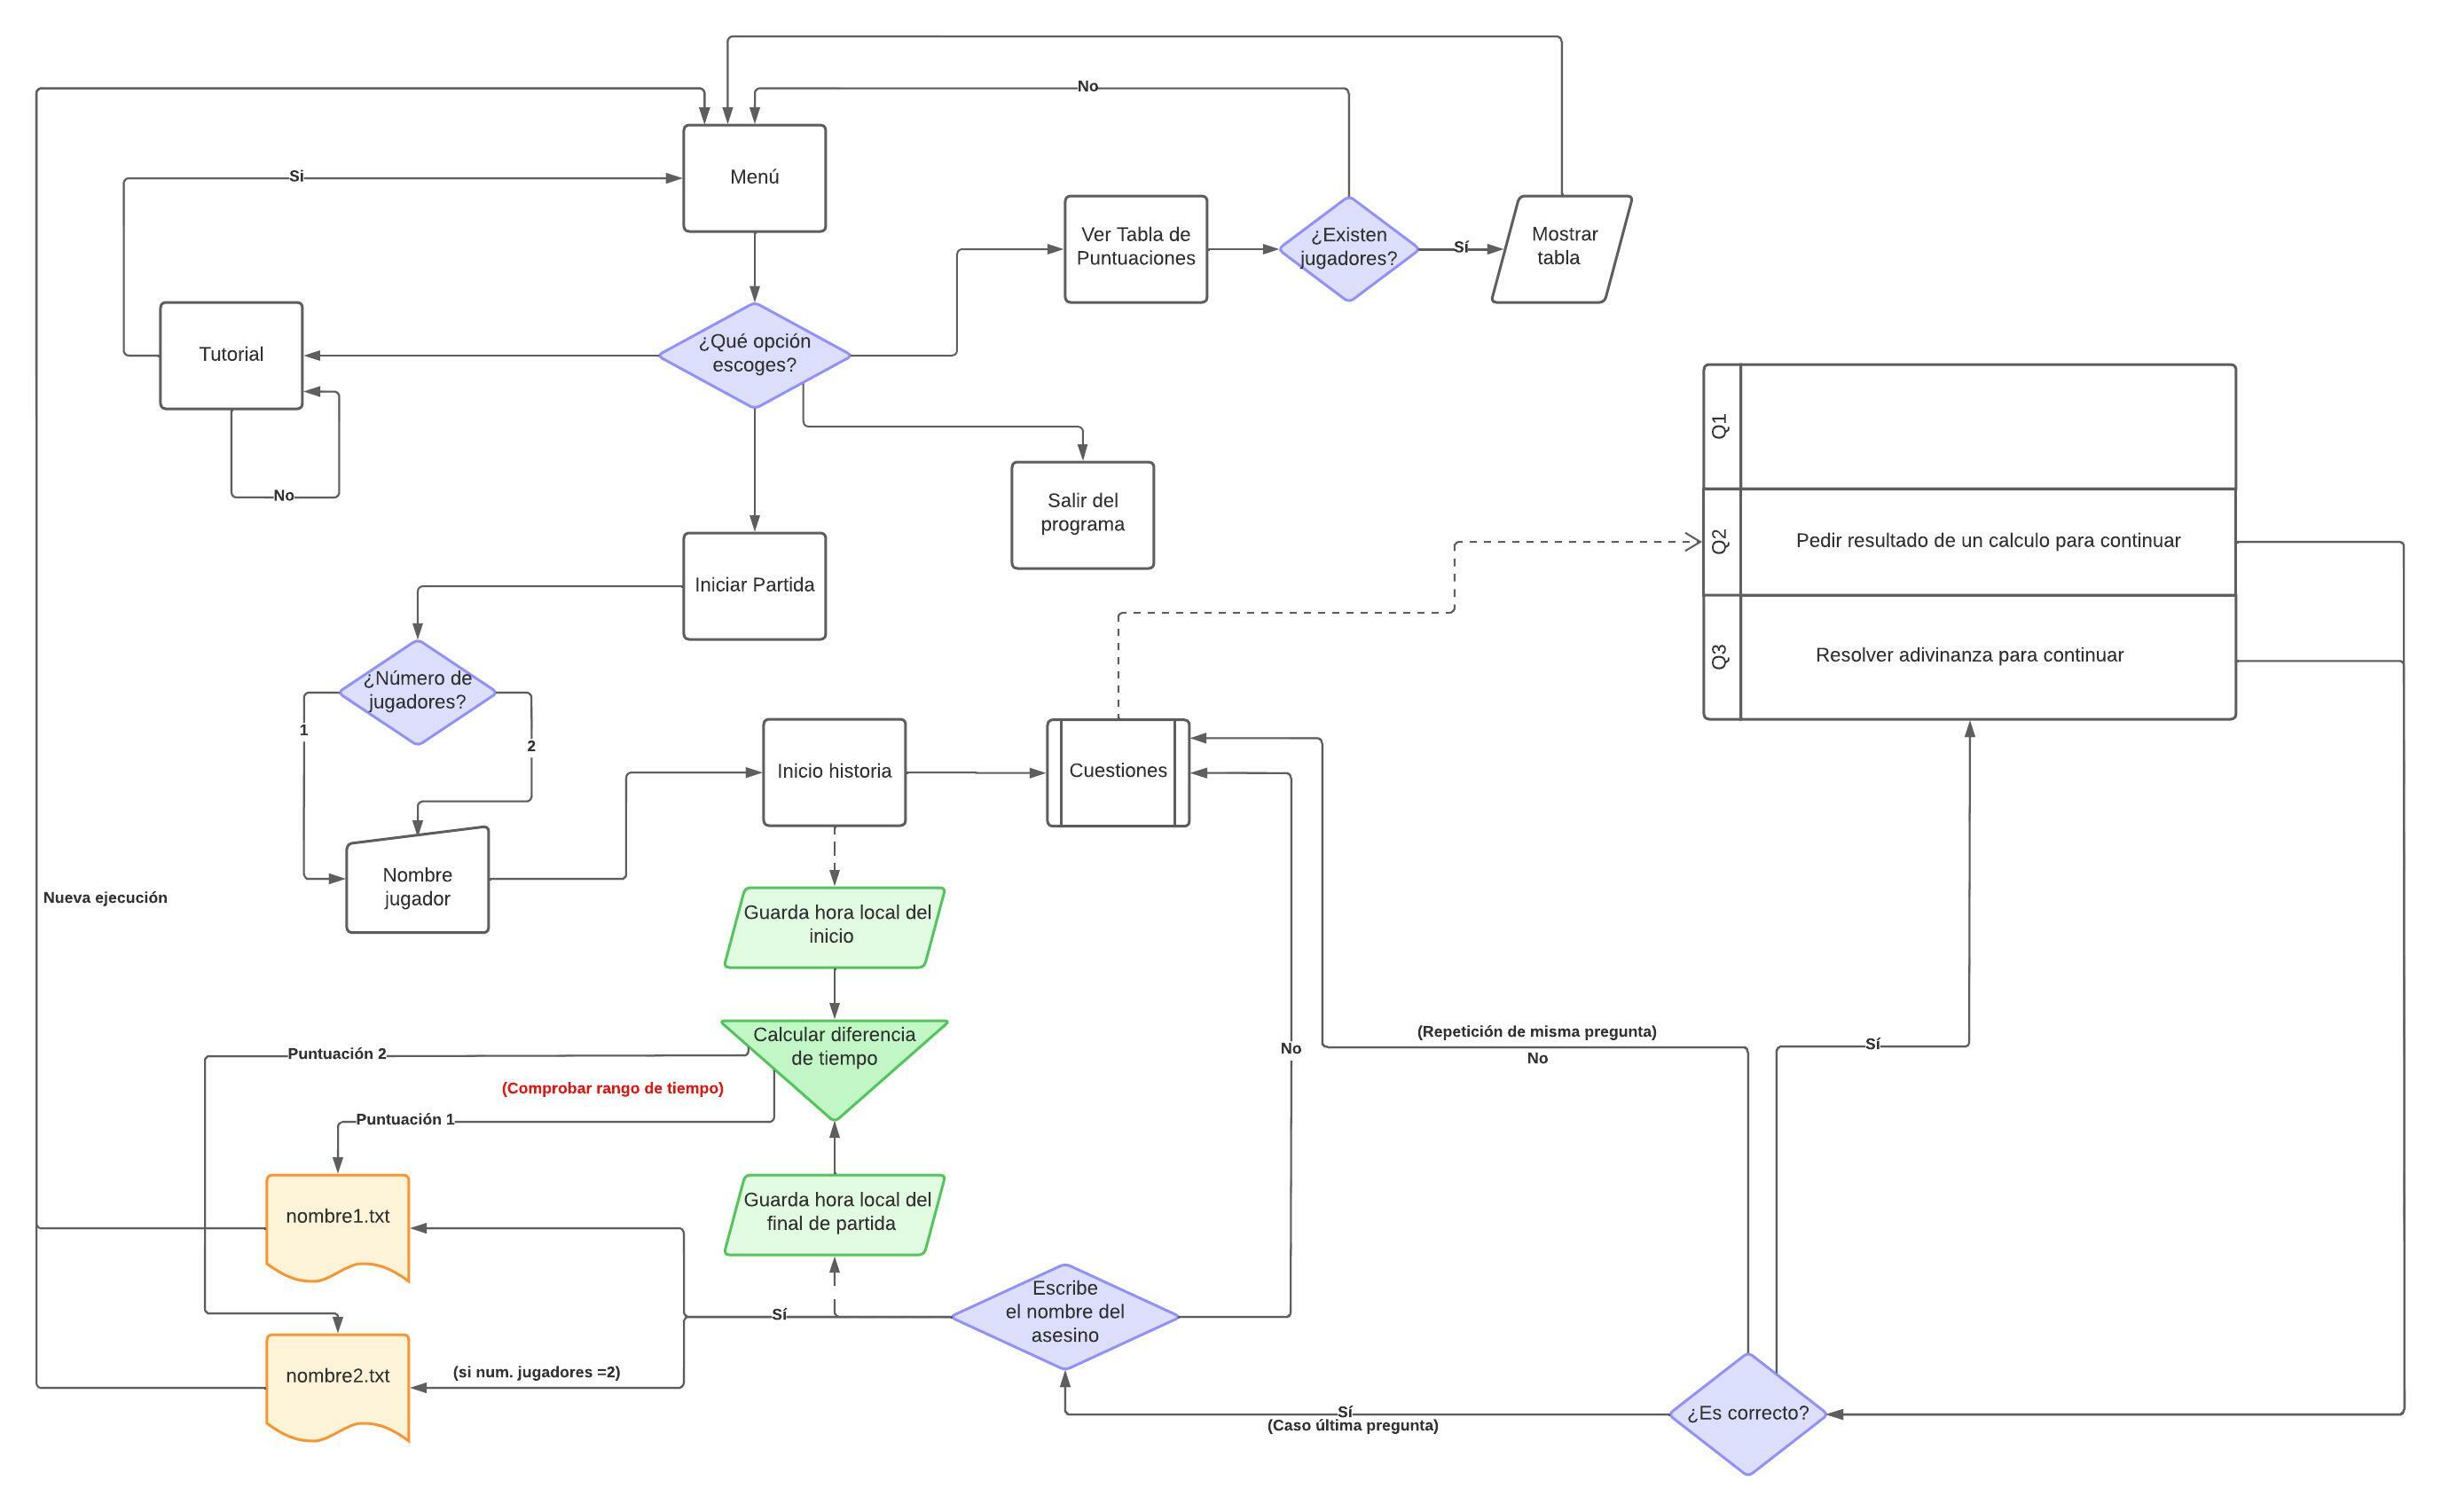 No
Menú
Si
Ver Tabla de
Puntuaciones
¿Existen
jugadores?
Sí
Mostrar
tabla
Tutorial
¿Qué opción
escoges?
No
Salir del
programa
Iniciar Partida
Q1
Q2
Pedir resultado de un calculo para continuar
Q3
Resolver adivinanza para continuar
¿Número de
jugadores?
1
2
Nombre
jugador
Inicio historia
Cuestiones
Nueva ejecución
Guarda hora local del
inicio
Calcular diferencia
de tiempo
Puntuación 2
(Comprobar rango de tiempo)
Puntuación 1
No
(Repetición de misma pregunta)
No
Sí
nombre1.txt
Guarda hora local del
final de partida
Sí
Escribe
el nombre del
asesino
nombre2.txt
(si num. jugadores =2)
Sí
(Caso última pregunta)
¿Es correcto?